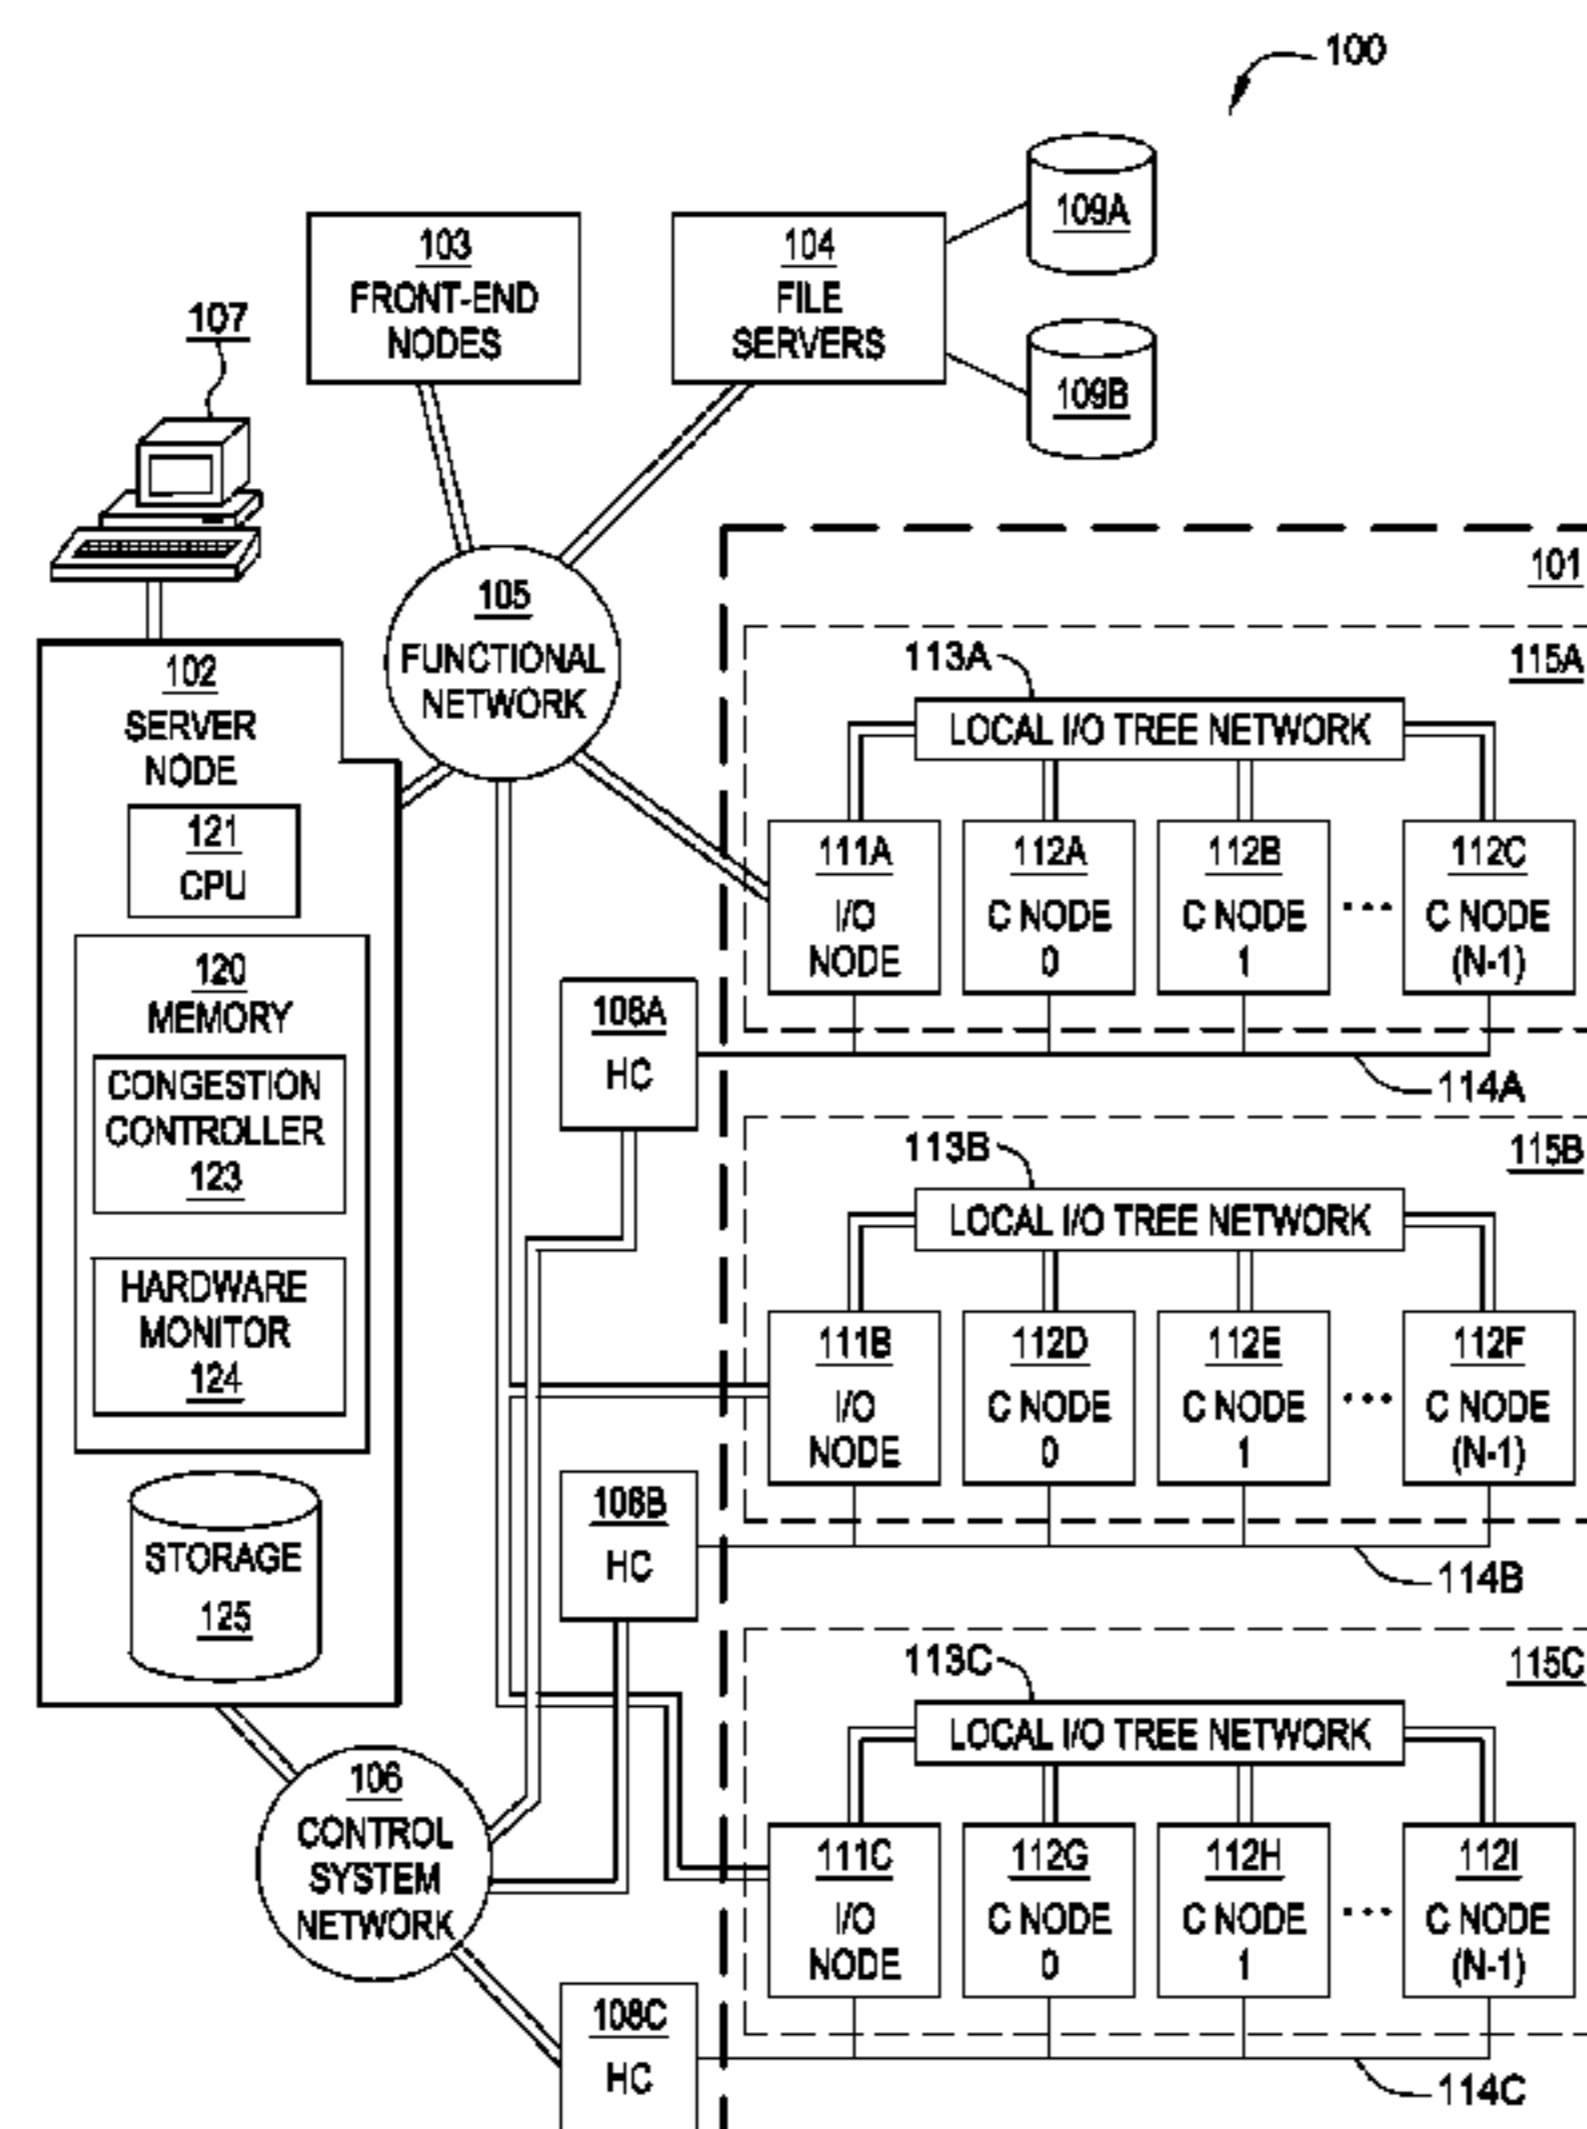 100
109A
103
FRONT-END
NODES
104
FILE
SERVERS
109B
107
101
105
FUNCTIONAL
NETWORK
102
SERVER
NODE
121
CPU
120
MEMORY
CONGESTION
CONTROLLER
123
HARDWARE
MONITOR
124
STORAGE
125
106
CONTROL
SYSTEM
NETWORK
108A
HC
108B
HC
108C
HC
113A
115A
LOCAL I/O TREE NETWORK
111A
I/O
NODE
112A
C NODE
0
112B
C NODE
1
...
112C
C NODE
(N-1)
114A
113B
115B
LOCAL I/O TREE NETWORK
111B
I/O
NODE
112D
C NODE
0
112E
C NODE
1
...
112F
C NODE
(N-1)
114B
113C
115C
LOCAL I/O TREE NETWORK
111C
I/O
NODE
112G
C NODE
0
112H
C NODE
1
...
112I
C NODE
(N-1)
114C